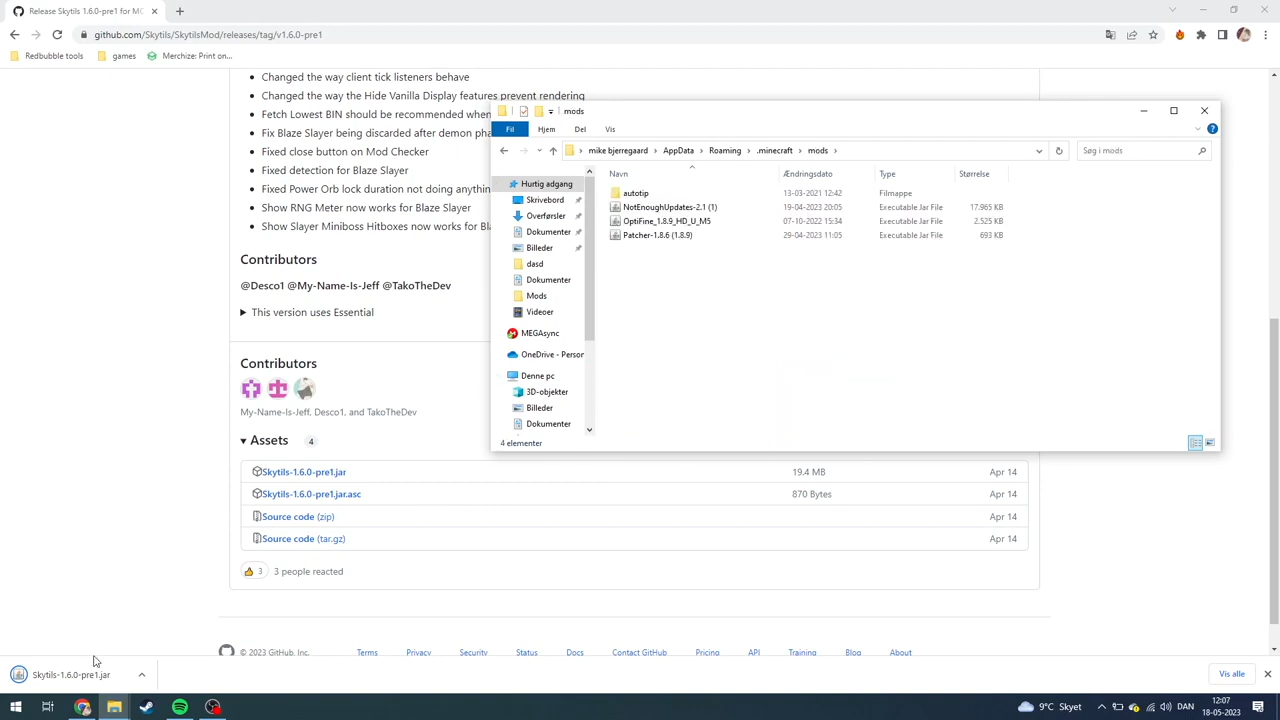 Release Skytils 1.6.0-pre1 for MC
github.com/Skytils/SkytilsMod/releases/tag/v1.6.0-pre1
Redbubble tools
games
Merchize: Print on...
Changed the way client tick listeners behave
Changed the way the Hide Vanilla Display features prevent rendering
Fetch Lowest BIN should be recommended when
Fix Blaze Slayer being discarded after demon pha
Fixed close button on Mod Checker
Fixed detection for Blaze Slayer
Fixed Power Orb lock duration not doing anything
Show RNG Meter now works for Blaze Slayer
Show Slayer Miniboss Hitboxes now works for Bla
Contributors
@Desco1 @My-Name-Is-Jeff @TakoTheDev
This version uses Essential
Contributors
My-Name-Is-Jeff, Desco1, and TakoTheDev
Assets 4
Skytils-1.6.0-pre1.jar 19.4 MB Apr 14
Skytils-1.6.0-pre1.jar.asc 870 Bytes Apr 14
Source code (zip) Apr 14
Source code (tar.gz) Apr 14
3
3 people reacted
© 2023 GitHub, Inc. Terms Privacy Security Status Docs Contact GitHub Pricing API Training Blog About
mods
Fil Hjem Del Vis
mike bjerregaard > AppData > Roaming > .minecraft > mods >
Søg i mods
Navn Ændringsdato Type Størrelse
autotip 13-03-2021 12:42 Filmappe
NotEnoughUpdates-2.1 (1) 19-04-2023 20:05 Executable Jar File 17.965 KB
OptiFine_1.8.9_HD_U_M5 07-10-2022 15:34 Executable Jar File 2.525 KB
Patcher-1.8.6 (1.8.9) 29-04-2023 11:05 Executable Jar File 693 KB
Hurtig adgang
Skrivebord
Overførsler
Dokumenter
Billeder
dasd
Dokumenter
Mods
Videoer
MEGAsync
OneDrive - Person
Denne pc
3D-objekter
Billeder
Dokumenter
4 elementer
Skytils-1.6.0-pre1.jar
Vis alle
9°C Skyet
DAN
12:07
18-05-2023